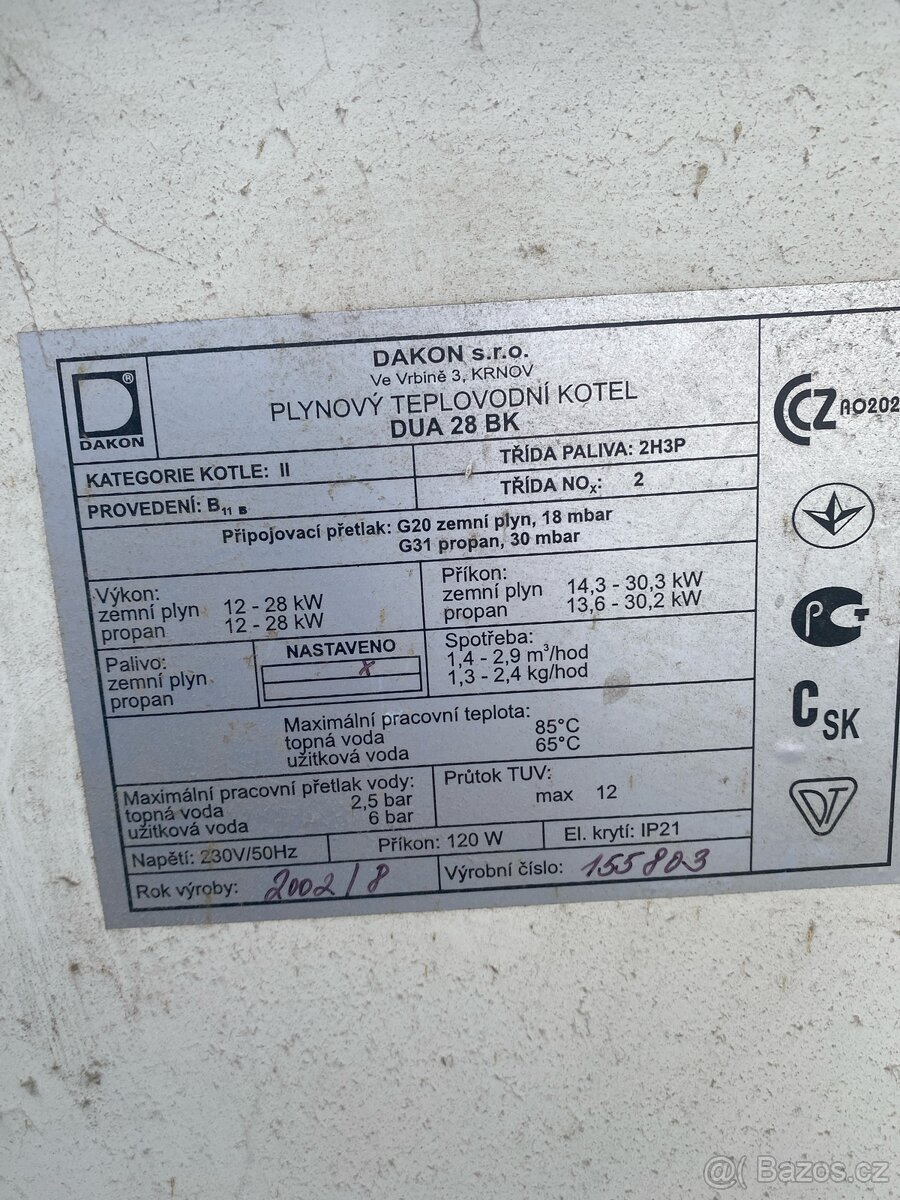 DAKON s.r.o.
Ve Vrbině 3, KRNOV
PLYNOVÝ TEPLOVODNÍ KOTEL
DUA 28 BK
D ®
DAKON
KATEGORIE KOTLE: II
TŘÍDA PALIVA: 2H3P
PROVEDENÍ: B₁₁ ʙ
TŘÍDA NOₓ: 2
Připojovací přetlak: G20 zemní plyn, 18 mbar
G31 propan, 30 mbar
Výkon:
zemní plyn 12 - 28 kW
propan 12 - 28 kW
Příkon:
zemní plyn 14,3 - 30,3 kW
propan 13,6 - 30,2 kW
Palivo:
zemní plyn
propan
NASTAVENO
x
Spotřeba:
1,4 - 2,9 m³/hod
1,3 - 2,4 kg/hod
Maximální pracovní teplota:
topná voda 85°C
užitková voda 65°C
Maximální pracovní přetlak vody:
topná voda 2,5 bar
užitková voda 6 bar
Průtok TUV:
max 12
Napětí: 230V/50Hz
Příkon: 120 W
El. krytí: IP21
Rok výroby: 2002/8
Výrobní číslo: 155803
CCZ AO202
PCT
C SK
DT
@( Bazos.cz